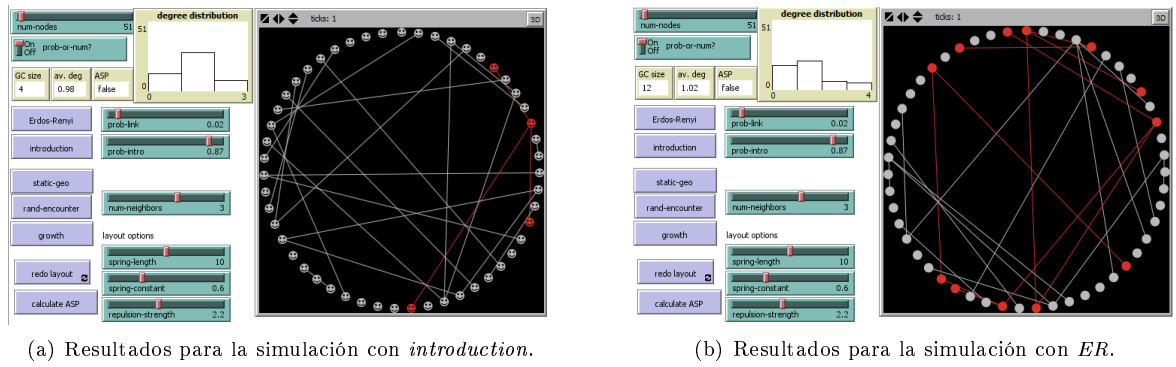 num-nodes 51
On
Off
prob-or-num?
GC size
4
av. deg
0.98
ASP
false
degree distribution
51
0
0
3
Erdos-Renyi
introduction
prob-link 0.02
prob-intro 0.87
static-geo
rand-encounter
growth
num-neighbors 3
layout options
spring-length 10
spring-constant 0.6
repulsion-strength 2.2
redo layout
calculate ASP
ticks: 1
3D
(a) Resultados para la simulación con introduction.
num-nodes 51
On
Off
prob-or-num?
GC size
12
av. deg
1.02
ASP
false
degree distribution
51
0
0
4
Erdos-Renyi
introduction
prob-link 0.02
prob-intro 0.87
static-geo
rand-encounter
growth
num-neighbors 3
layout options
spring-length 10
spring-constant 0.6
repulsion-strength 2.2
redo layout
calculate ASP
ticks: 1
3D
(b) Resultados para la simulación con ER.